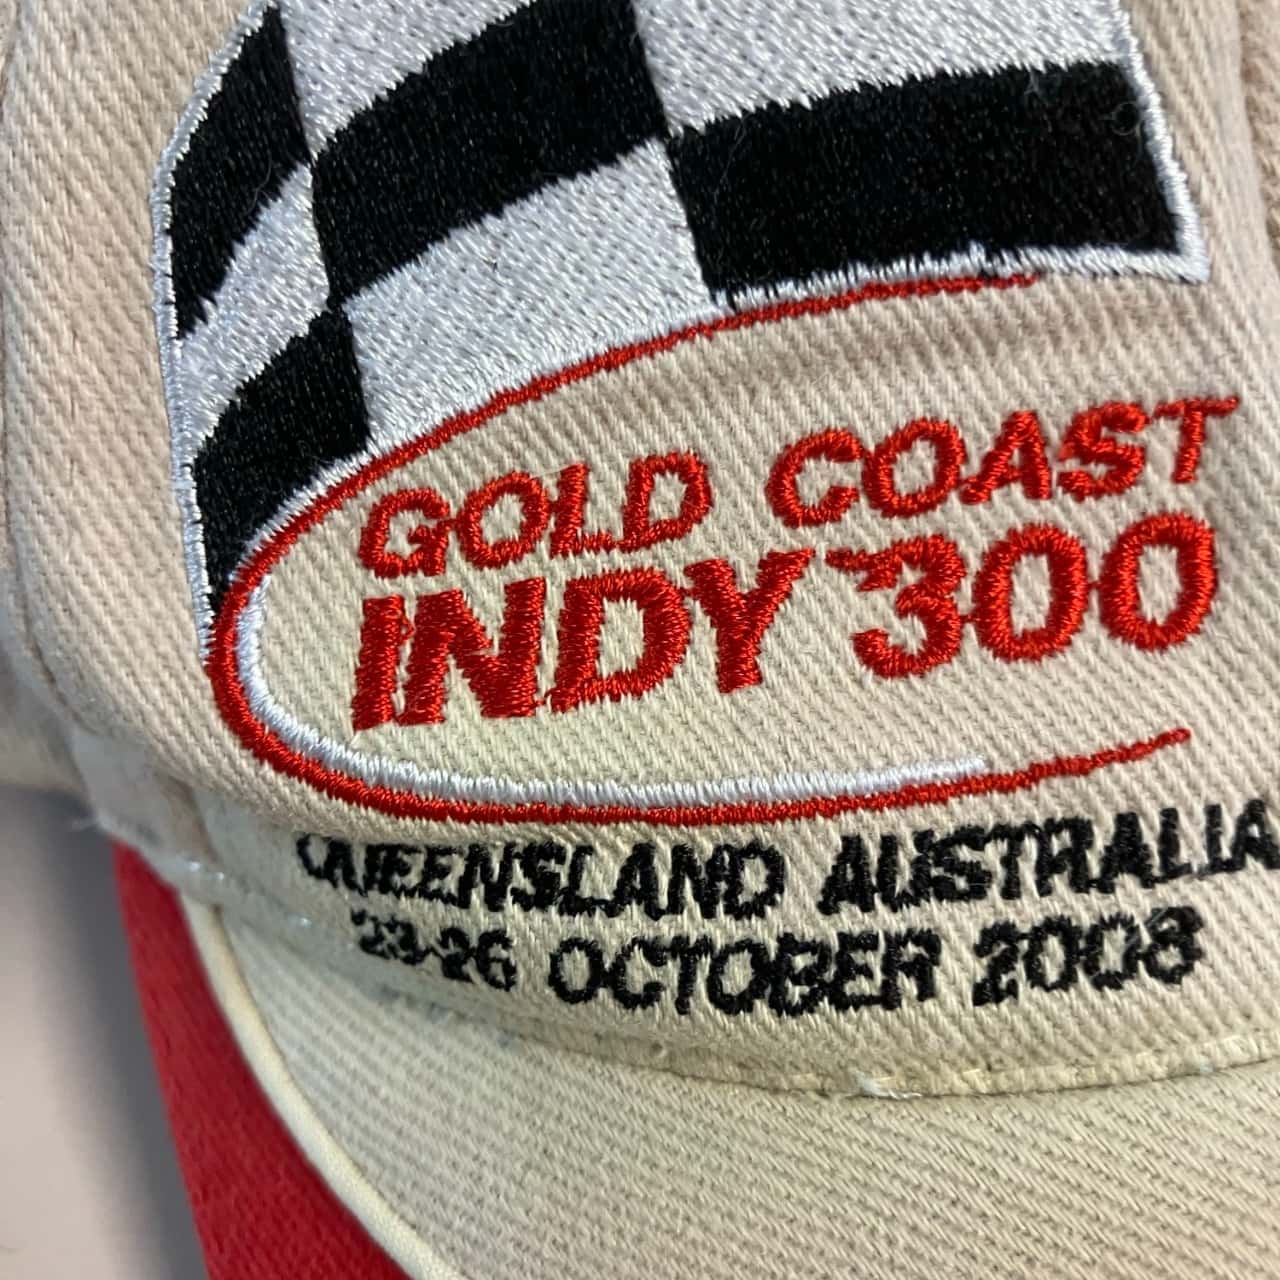 GOLD COAST
INDY 300
QUEENSLAND AUSTRALIA
23-26 OCTOBER 2008